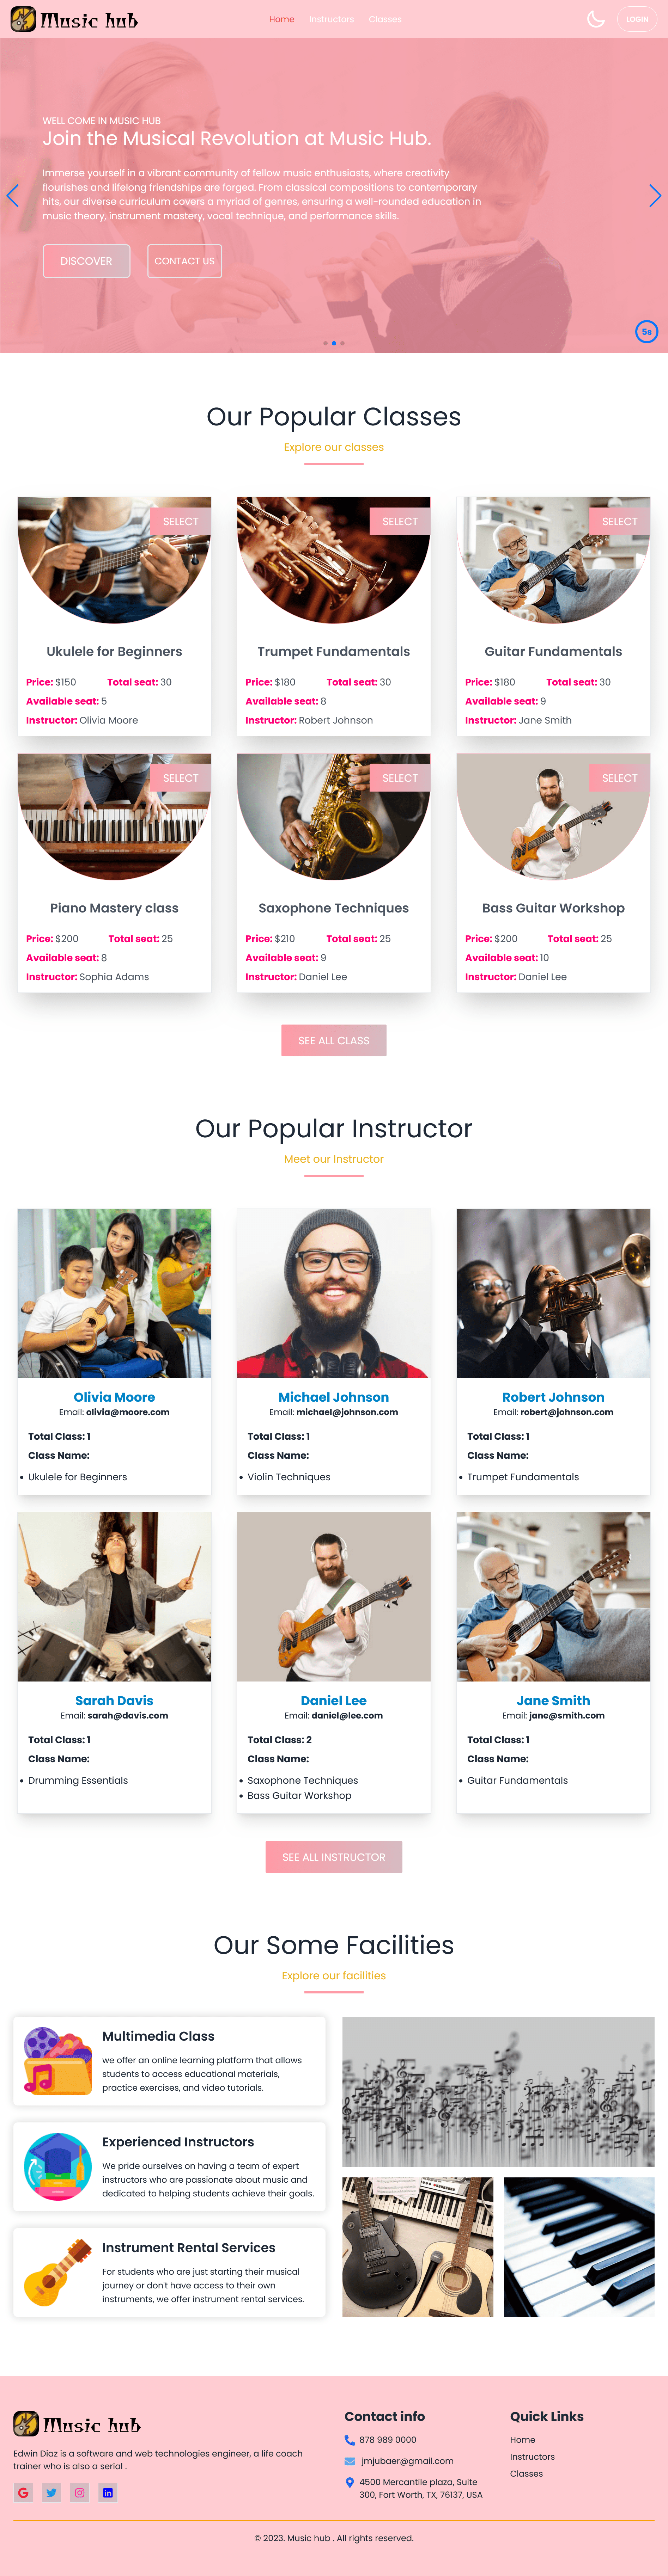 Music hub
Home Instructors Classes
LOGIN
WELL COME IN MUSIC HUB
Join the Musical Revolution at Music Hub.
Immerse yourself in a vibrant community of fellow music enthusiasts, where creativity
flourishes and lifelong friendships are forged. From classical compositions to contemporary
hits, our diverse curriculum covers a myriad of genres, ensuring a well-rounded education in
music theory, instrument mastery, vocal technique, and performance skills.
DISCOVER CONTACT US
5s
Our Popular Classes
Explore our classes
SELECT
Ukulele for Beginners
Price: $150 Total seat: 30
Available seat: 5
Instructor: Olivia Moore
SELECT
Trumpet Fundamentals
Price: $180 Total seat: 30
Available seat: 8
Instructor: Robert Johnson
SELECT
Guitar Fundamentals
Price: $180 Total seat: 30
Available seat: 9
Instructor: Jane Smith
SELECT
Piano Mastery class
Price: $200 Total seat: 25
Available seat: 8
Instructor: Sophia Adams
SELECT
Saxophone Techniques
Price: $210 Total seat: 25
Available seat: 9
Instructor: Daniel Lee
SELECT
Bass Guitar Workshop
Price: $200 Total seat: 25
Available seat: 10
Instructor: Daniel Lee
SEE ALL CLASS
Our Popular Instructor
Meet our Instructor
Olivia Moore
Email: olivia@moore.com
Total Class: 1
Class Name:
• Ukulele for Beginners
Michael Johnson
Email: michael@johnson.com
Total Class: 1
Class Name:
• Violin Techniques
Robert Johnson
Email: robert@johnson.com
Total Class: 1
Class Name:
• Trumpet Fundamentals
Sarah Davis
Email: sarah@davis.com
Total Class: 1
Class Name:
• Drumming Essentials
Daniel Lee
Email: daniel@lee.com
Total Class: 2
Class Name:
• Saxophone Techniques
• Bass Guitar Workshop
Jane Smith
Email: jane@smith.com
Total Class: 1
Class Name:
• Guitar Fundamentals
SEE ALL INSTRUCTOR
Our Some Facilities
Explore our facilities
Multimedia Class
we offer an online learning platform that allows
students to access educational materials,
practice exercises, and video tutorials.
Experienced Instructors
We pride ourselves on having a team of expert
instructors who are passionate about music and
dedicated to helping students achieve their goals.
Instrument Rental Services
For students who are just starting their musical
journey or don't have access to their own
instruments, we offer instrument rental services.
Music hub
Edwin Diaz is a software and web technologies engineer, a life coach
trainer who is also a serial .
Contact info
878 989 0000
jmjubaer@gmail.com
4500 Mercantile plaza, Suite
300, Fort Worth, TX, 76137, USA
Quick Links
Home
Instructors
Classes
© 2023. Music hub . All rights reserved.